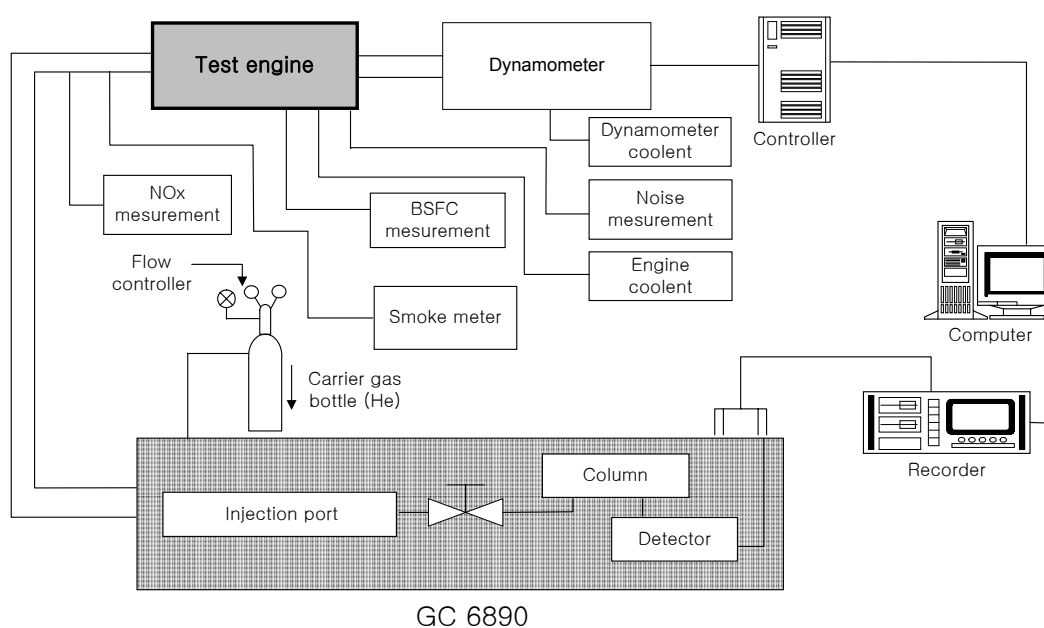 Test engine
Dynamometer
Controller
Dynamometer
coolent
NOx
mesurement
BSFC
mesurement
Noise
mesurement
Flow
controller
Engine
coolent
Smoke meter
Computer
Carrier gas
bottle (He)
Recorder
Column
Injection port
Detector
GC 6890